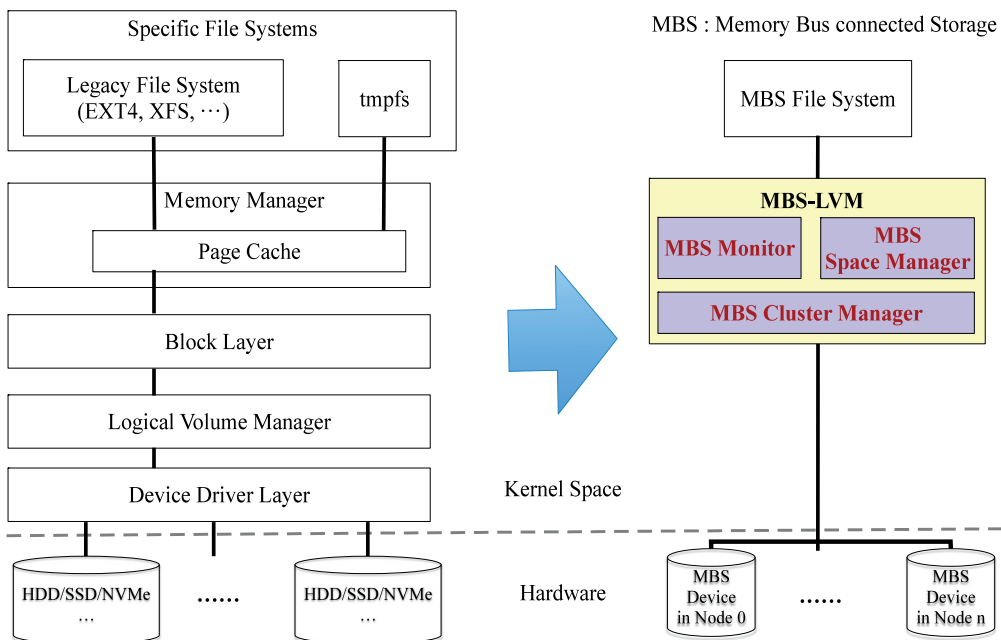 Specific File Systems
Legacy File System
(EXT4, XFS, ⋯)
tmpfs
Memory Manager
Page Cache
Block Layer
Logical Volume Manager
Device Driver Layer
HDD/SSD/NVMe
⋯
⋯⋯
HDD/SSD/NVMe
⋯
MBS : Memory Bus connected Storage
MBS File System
MBS-LVM
MBS Monitor
MBS
Space Manager
MBS Cluster Manager
Kernel Space
Hardware
MBS
Device
in Node 0
⋯⋯
MBS
Device
in Node n